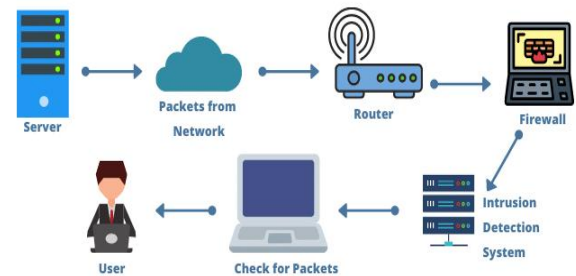 Server
Packets from
Network
Router
Firewall
Intrusion
Detection
System
Check for Packets
User